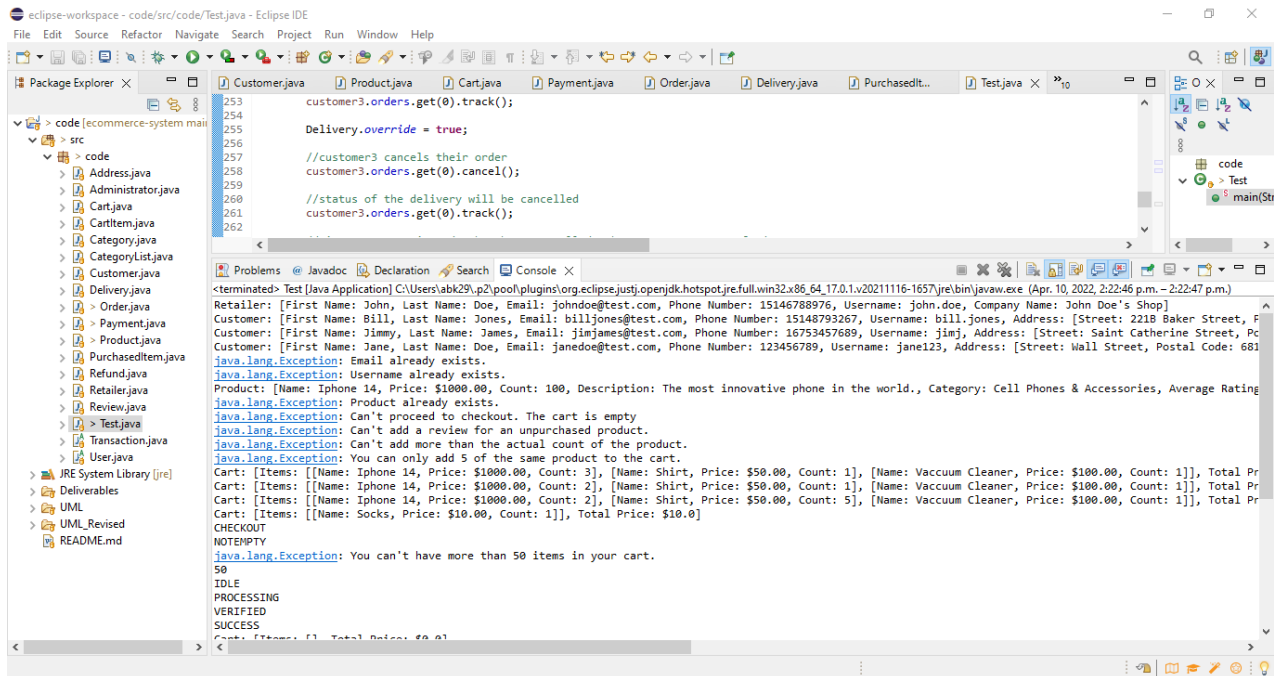 eclipse-workspace - code/src/code/Test.java - Eclipse IDE
File Edit Source Refactor Navigate Search Project Run Window Help
Package Explorer
> code [ecommerce-system mai
> src
> code
Address.java
Administrator.java
Cart.java
CartItem.java
Category.java
CategoryList.java
Customer.java
Delivery.java
> Order.java
> Payment.java
> Product.java
PurchasedItem.java
Refund.java
Retailer.java
Review.java
> Test.java
Transaction.java
User.java
JRE System Library [jre]
Deliverables
UML
UML_Revised
README.md
Customer.java Product.java Cart.java Payment.java Order.java Delivery.java PurchasedIt... Test.java »10
253 customer3.orders.get(0).track();
254
255 Delivery.override = true;
256
257 //customer3 cancels their order
258 customer3.orders.get(0).cancel();
259
260 //status of the delivery will be cancelled
261 customer3.orders.get(0).track();
262
O
code
> Test
main(Str
Problems Javadoc Declaration Search Console
<terminated> Test [Java Application] C:\Users\abk29\.p2\pool\plugins\org.eclipse.justj.openjdk.hotspot.jre.full.win32.x86_64_17.0.1.v20211116-1657\jre\bin\javaw.exe (Apr. 10, 2022, 2:22:46 p.m. – 2:22:47 p.m.)
Retailer: [First Name: John, Last Name: Doe, Email: johndoe@test.com, Phone Number: 15146788976, Username: john.doe, Company Name: John Doe's Shop]
Customer: [First Name: Bill, Last Name: Jones, Email: billjones@test.com, Phone Number: 15148793267, Username: bill.jones, Address: [Street: 221B Baker Street, P
Customer: [First Name: Jimmy, Last Name: James, Email: jimjames@test.com, Phone Number: 16753457689, Username: jimj, Address: [Street: Saint Catherine Street, Po
Customer: [First Name: Jane, Last Name: Doe, Email: janedoe@test.com, Phone Number: 123456789, Username: jane123, Address: [Street: Wall Street, Postal Code: 681
java.lang.Exception: Email already exists.
java.lang.Exception: Username already exists.
Product: [Name: Iphone 14, Price: $1000.00, Count: 100, Description: The most innovative phone in the world., Category: Cell Phones & Accessories, Average Rating
java.lang.Exception: Product already exists.
java.lang.Exception: Can't proceed to checkout. The cart is empty
java.lang.Exception: Can't add a review for an unpurchased product.
java.lang.Exception: Can't add more than the actual count of the product.
java.lang.Exception: You can only add 5 of the same product to the cart.
Cart: [Items: [[Name: Iphone 14, Price: $1000.00, Count: 3], [Name: Shirt, Price: $50.00, Count: 1], [Name: Vaccuum Cleaner, Price: $100.00, Count: 1]], Total Pr
Cart: [Items: [[Name: Iphone 14, Price: $1000.00, Count: 2], [Name: Shirt, Price: $50.00, Count: 1], [Name: Vaccuum Cleaner, Price: $100.00, Count: 1]], Total Pr
Cart: [Items: [[Name: Iphone 14, Price: $1000.00, Count: 2], [Name: Shirt, Price: $50.00, Count: 5], [Name: Vaccuum Cleaner, Price: $100.00, Count: 1]], Total Pr
Cart: [Items: [[Name: Socks, Price: $10.00, Count: 1]], Total Price: $10.0]
CHECKOUT
NOTEMPTY
java.lang.Exception: You can't have more than 50 items in your cart.
50
IDLE
PROCESSING
VERIFIED
SUCCESS
Cart: [Items: [], Total Price: $0.0]